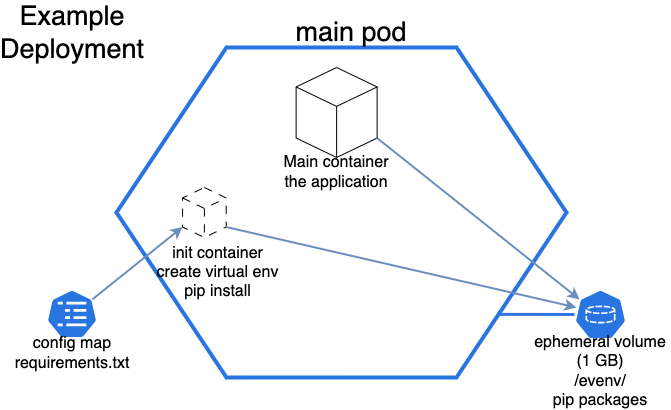 Example
Deployment
main pod
Main container
the application
init container
create virtual env
pip install
config map
requirements.txt
ephemeral volume
(1 GB)
/evenv/
pip packages